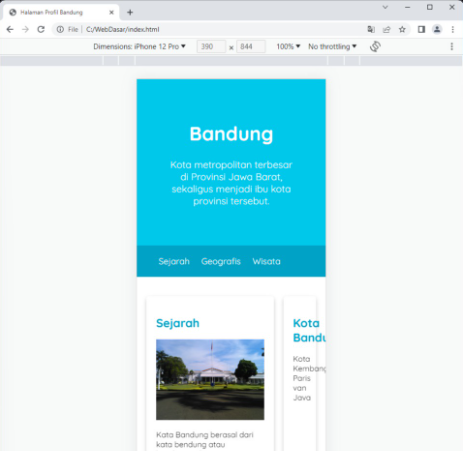 Halaman Profil Bandung
File
C:/WebDasar/index.html
Dimensions: iPhone 12 Pro ▼ 390 x 844 100% ▼ No throttling ▼
Bandung
Kota metropolitan terbesar
di Provinsi Jawa Barat,
sekaligus menjadi ibu kota
provinsi tersebut.
Sejarah Geografis Wisata
Sejarah
Kota Bandung berasal dari
kata bendung atau
Kota
Bandu
Kota
Kembang
Paris
van
Java